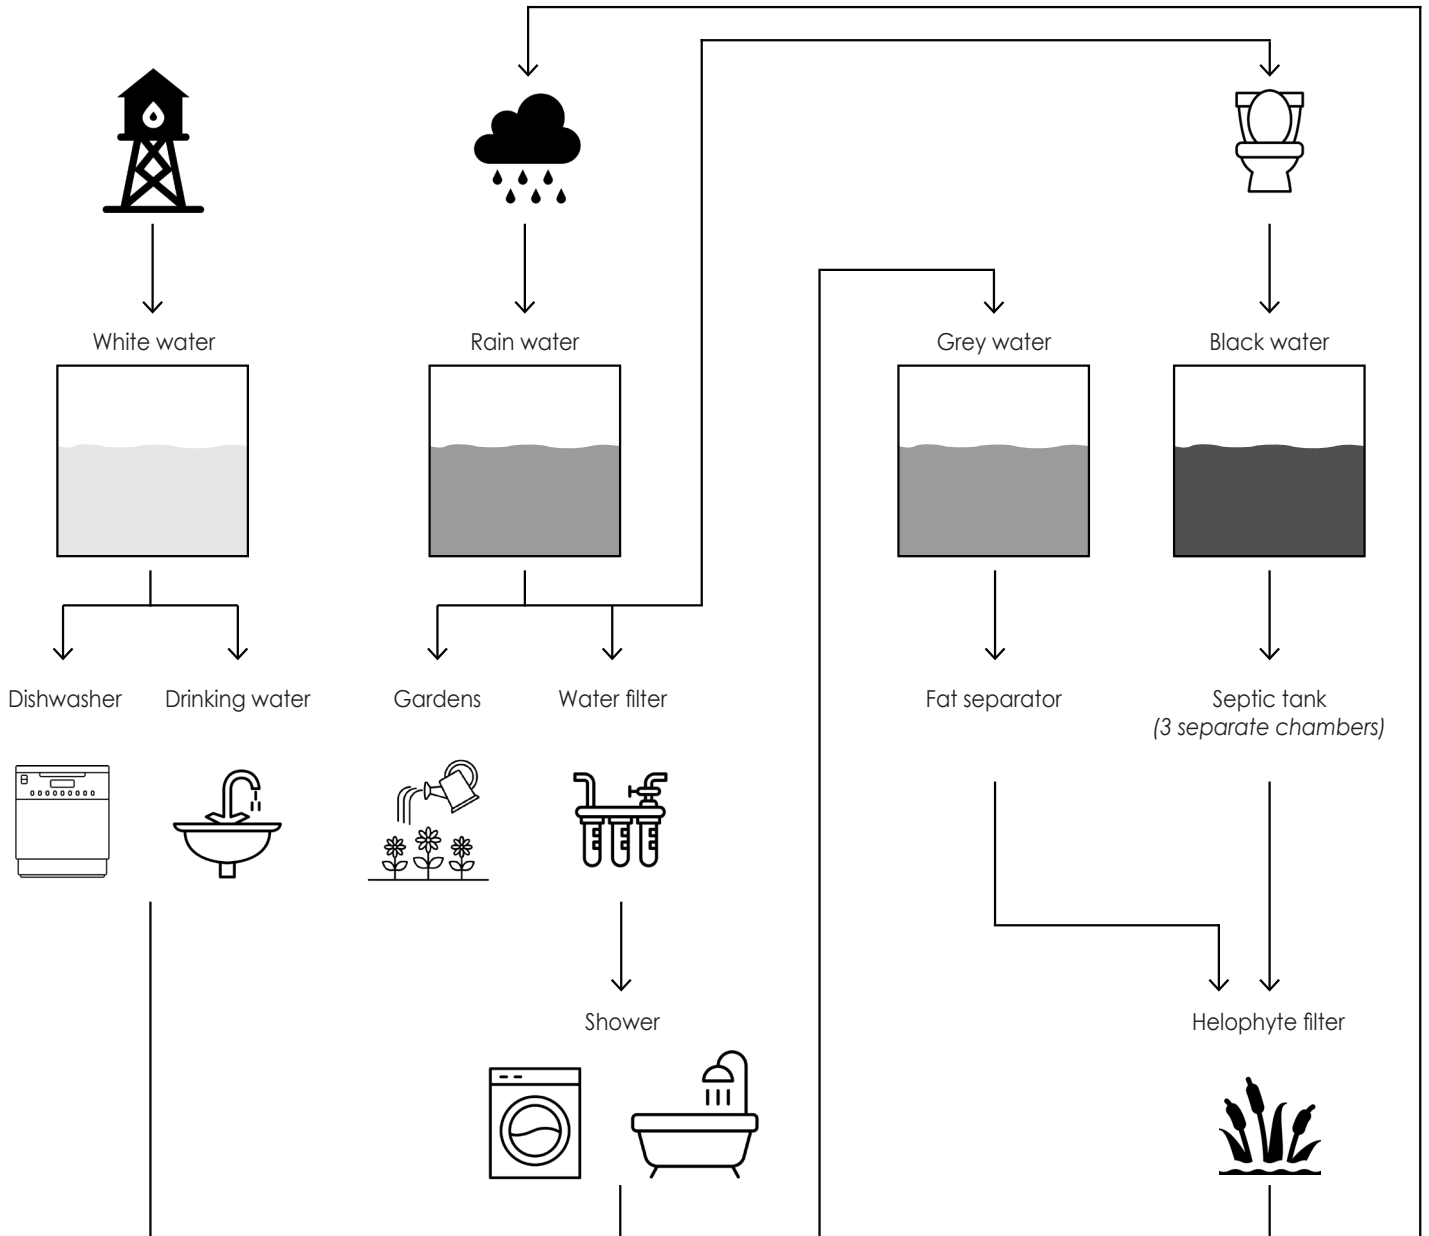 White water
Rain water
Grey water
Black water
Dishwasher
Drinking water
Gardens
Water filter
Fat separator
Septic tank
(3 separate chambers)
Shower
Helophyte filter